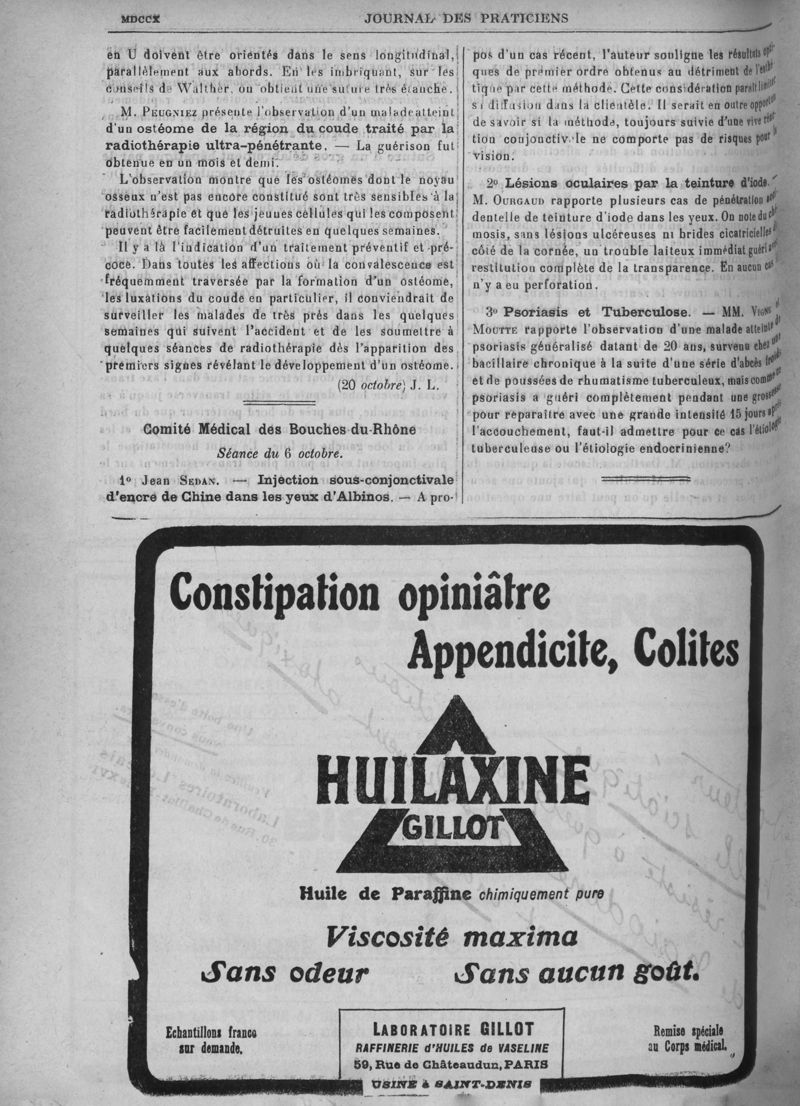 MDCCX
JOURNAL DES PRATICIENS
en U doivent être orientés dans le sens longitudinal,
parallèlement aux abords. En les imbriquant, sur les
conseils de Walther, ou obtient une suture très étanche.
M. PEUGNIEZ présente l'observation d'un malade atteint
d'un ostéome de la région du coude traité par la
radiothérapie ultra-pénétrante. — La guérison fut
obtenue en un mois et demi.
L'observation montre que les ostéomes dont le noyau
osseux n'est pas encore constitué sont très sensibles à la
radiothérapie et que les jeunes cellules qui les composent
peuvent être facilement détruites en quelques semaines.
Il y a là l'indication d'un traitement préventif et pré-
coce. Dans toutes les affections où la convalescence est
fréquemment traversée par la formation d'un ostéome,
les luxations du coude en particulier, il conviendrait de
surveiller les malades de très près dans les quelques
semaines qui suivent l'accident et de les soumettre à
quelques séances de radiothérapie dès l'apparition des
premiers signes révélant le développement d'un ostéome.
(20 octobre) J. L.
Comité Médical des Bouches-du-Rhône
Séance du 6 octobre.
1º Jean SEDAN. — Injection sous-conjonctivale
d'encre de Chine dans les yeux d'Albinos. — A pro-
pos d'un cas récent, l'auteur souligne les résultats opti-
ques de premier ordre obtenus au détriment de l'esthé-
tique par cette méthode. Cette considération paraît limiter
si diffusion dans la clientèle. Il serait en outre opportun
de savoir si la méthode, toujours suivie d'une vive réac-
tion conjonctivale ne comporte pas de risques pour la
vision.
2º Lésions oculaires par la teinture d'iode.
M. OURGAUD rapporte plusieurs cas de pénétration acci-
dentelle de teinture d'iode dans les yeux. On note du ché-
mosis, sans lésions ulcéreuses ni brides cicatricielles
côié de la cornée, un trouble laiteux immédiat guéri
restitution complète de la transparence. En aucun cas
n'y a eu perforation.
3º Psoriasis et Tuberculose. — MM. VIGNE
MOUTTE rapporte l'observation d'une malade atteinte
psoriasis généralisé datant de 20 ans, survenu chez une
bacillaire chronique à la suite d'une série d'abcès froids
et de poussées de rhumatisme tuberculeux, mais comme
psoriasis a guéri complètement pendant une grossesse
pour reparaître avec une grande intensité 15 jours après
l'accouchement, faut-il admettre pour ce cas l'étiologie
tuberculeuse ou l'étiologie endocrinienne?
Constipation opiniâtre
Appendicite, Colites
HUILAXINE
GILLOT
Huile de Paraffine chimiquement pure
Viscosité maxima
Sans odeur Sans aucun goût.
Echantillons franco
sur demande.
LABORATOIRE GILLOT
RAFFINERIE d'HUILES de VASELINE
59, Rue de Châteaudun, PARIS
USINE à SAINT-DENIS
Remise spéciale
au Corps médical.